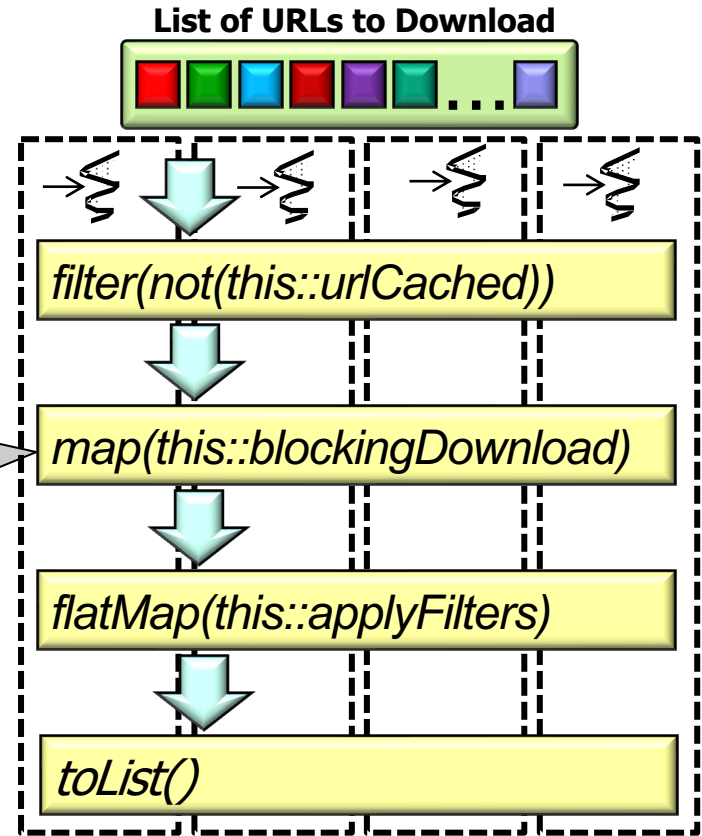 List of URLs to Download
...
filter(not(this::urlCached))
map(this::blockingDownload)
flatMap(this::applyFilters)
toList()